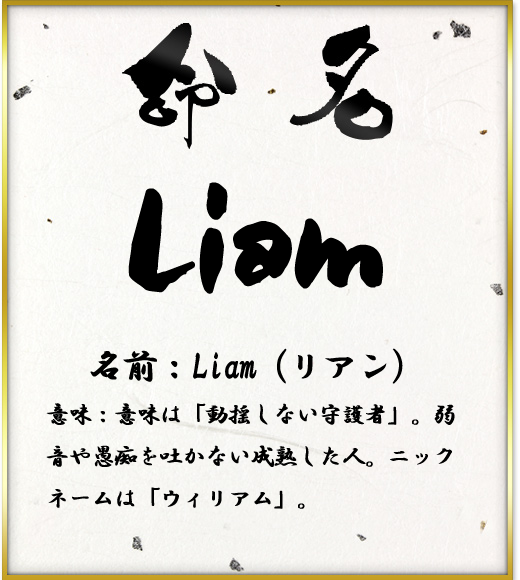 命名
Liam
名前：Liam（リアン）
意味：意味は「動揺しない守護者」。弱
音や愚痴を吐かない成熟した人。ニック
ネームは「ウィリアム」。